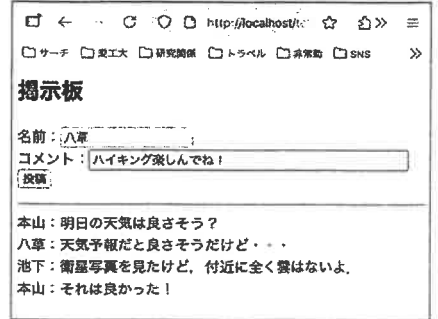 http://localhost/t
サーチ 愛工大 研究関係 トラベル 非常勤 SNS
掲示板
名前：八草
コメント：ハイキング楽しんでね！
投稿
本山：明日の天気は良さそう？
八草：天気予報だと良さそうだけど・・・
池下：衛星写真を見たけど，付近に全く雲はないよ．
本山：それは良かった！